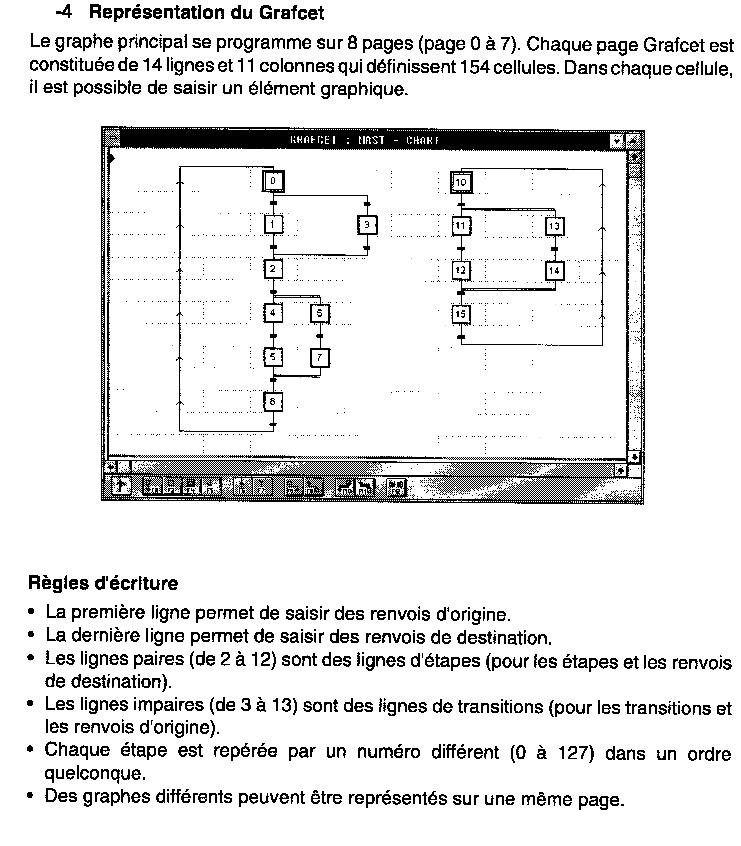 -4 Représentation du Grafcet
Le graphe principal se programme sur 8 pages (page 0 à 7). Chaque page Grafcet est
constituée de 14 lignes et 11 colonnes qui définissent 154 cellules. Dans chaque cellule,
il est possible de saisir un élément graphique.
GRAFCET : MAST - CHART
0
10
1
3
11
13
2
12
14
4
6
15
5
7
8
Règles d'écriture
• La première ligne permet de saisir des renvois d'origine.
• La dernière ligne permet de saisir des renvois de destination.
• Les lignes paires (de 2 à 12) sont des lignes d'étapes (pour les étapes et les renvois
de destination).
• Les lignes impaires (de 3 à 13) sont des lignes de transitions (pour les transitions et
les renvois d'origine).
• Chaque étape est repérée par un numéro différent (0 à 127) dans un ordre
quelconque.
• Des graphes différents peuvent être représentés sur une même page.